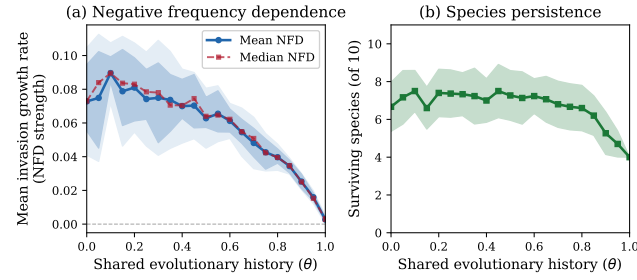 (a) Negative frequency dependence
Mean invasion growth rate
(NFD strength)
0.10
0.08
0.06
0.04
0.02
0.00
Mean NFD
Median NFD
0.0 0.2 0.4 0.6 0.8 1.0
Shared evolutionary history (θ)
(b) Species persistence
Surviving species (of 10)
10
8
6
4
2
0
0.0 0.2 0.4 0.6 0.8 1.0
Shared evolutionary history (θ)